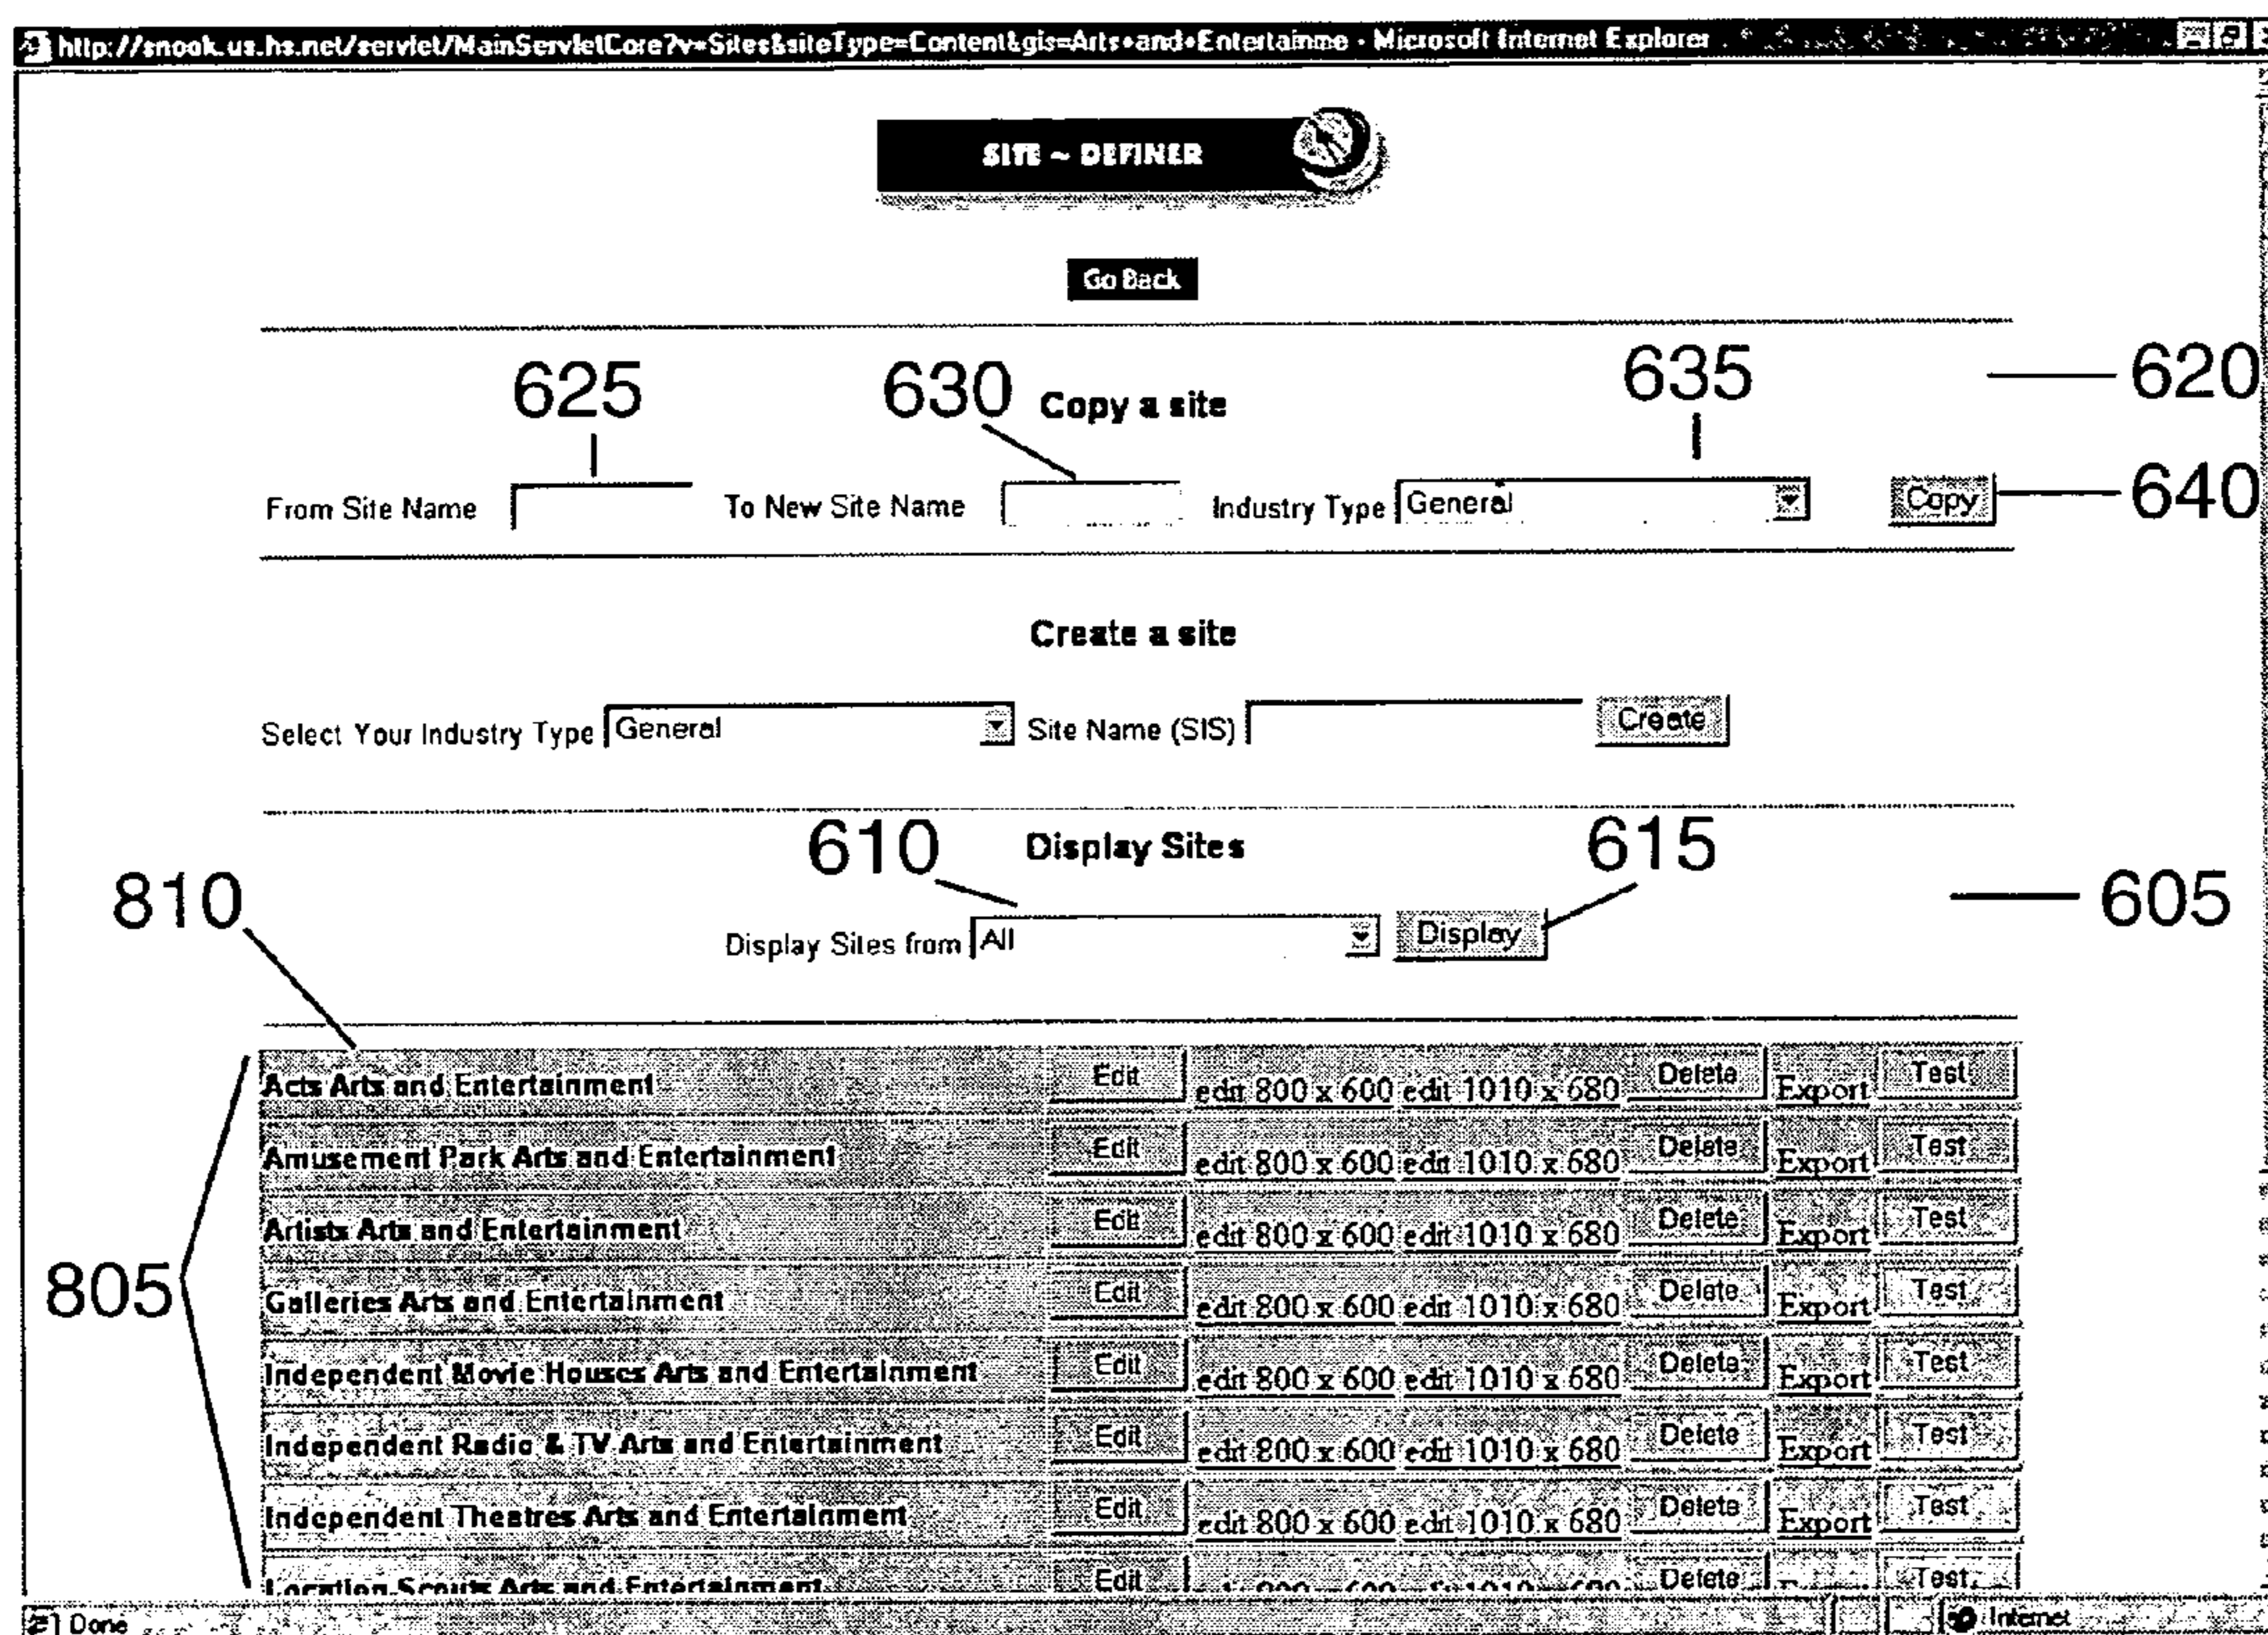 http://snook.us.hs.net/servlet/MainServletCore?v=Sites&siteType=Content&gis=Arts+and+Entertainme - Microsoft Internet Explorer
SITE ~ DEFINER
Go Back
620
625 630 Copy a site 635
From Site Name To New Site Name Industry Type General Copy 640
Create a site
Select Your Industry Type General Site Name (SIS) Create
610 Display Sites 615
810 605
Display Sites from All Display
805
Acts Arts and Entertainment Edit edit 800 x 600 edit 1010 x 680 Delete Export Test
Amusement Park Arts and Entertainment Edit edit 800 x 600 edit 1010 x 680 Delete Export Test
Artists Arts and Entertainment Edit edit 800 x 600 edit 1010 x 680 Delete Export Test
Galleries Arts and Entertainment Edit edit 800 x 600 edit 1010 x 680 Delete Export Test
Independent Movie Houses Arts and Entertainment Edit edit 800 x 600 edit 1010 x 680 Delete Export Test
Independent Radio & TV Arts and Entertainment Edit edit 800 x 600 edit 1010 x 680 Delete Export Test
Independent Theatres Arts and Entertainment Edit edit 800 x 600 edit 1010 x 680 Delete Export Test
Location Scouts Arts and Entertainment Edit Delete Test
Done Internet